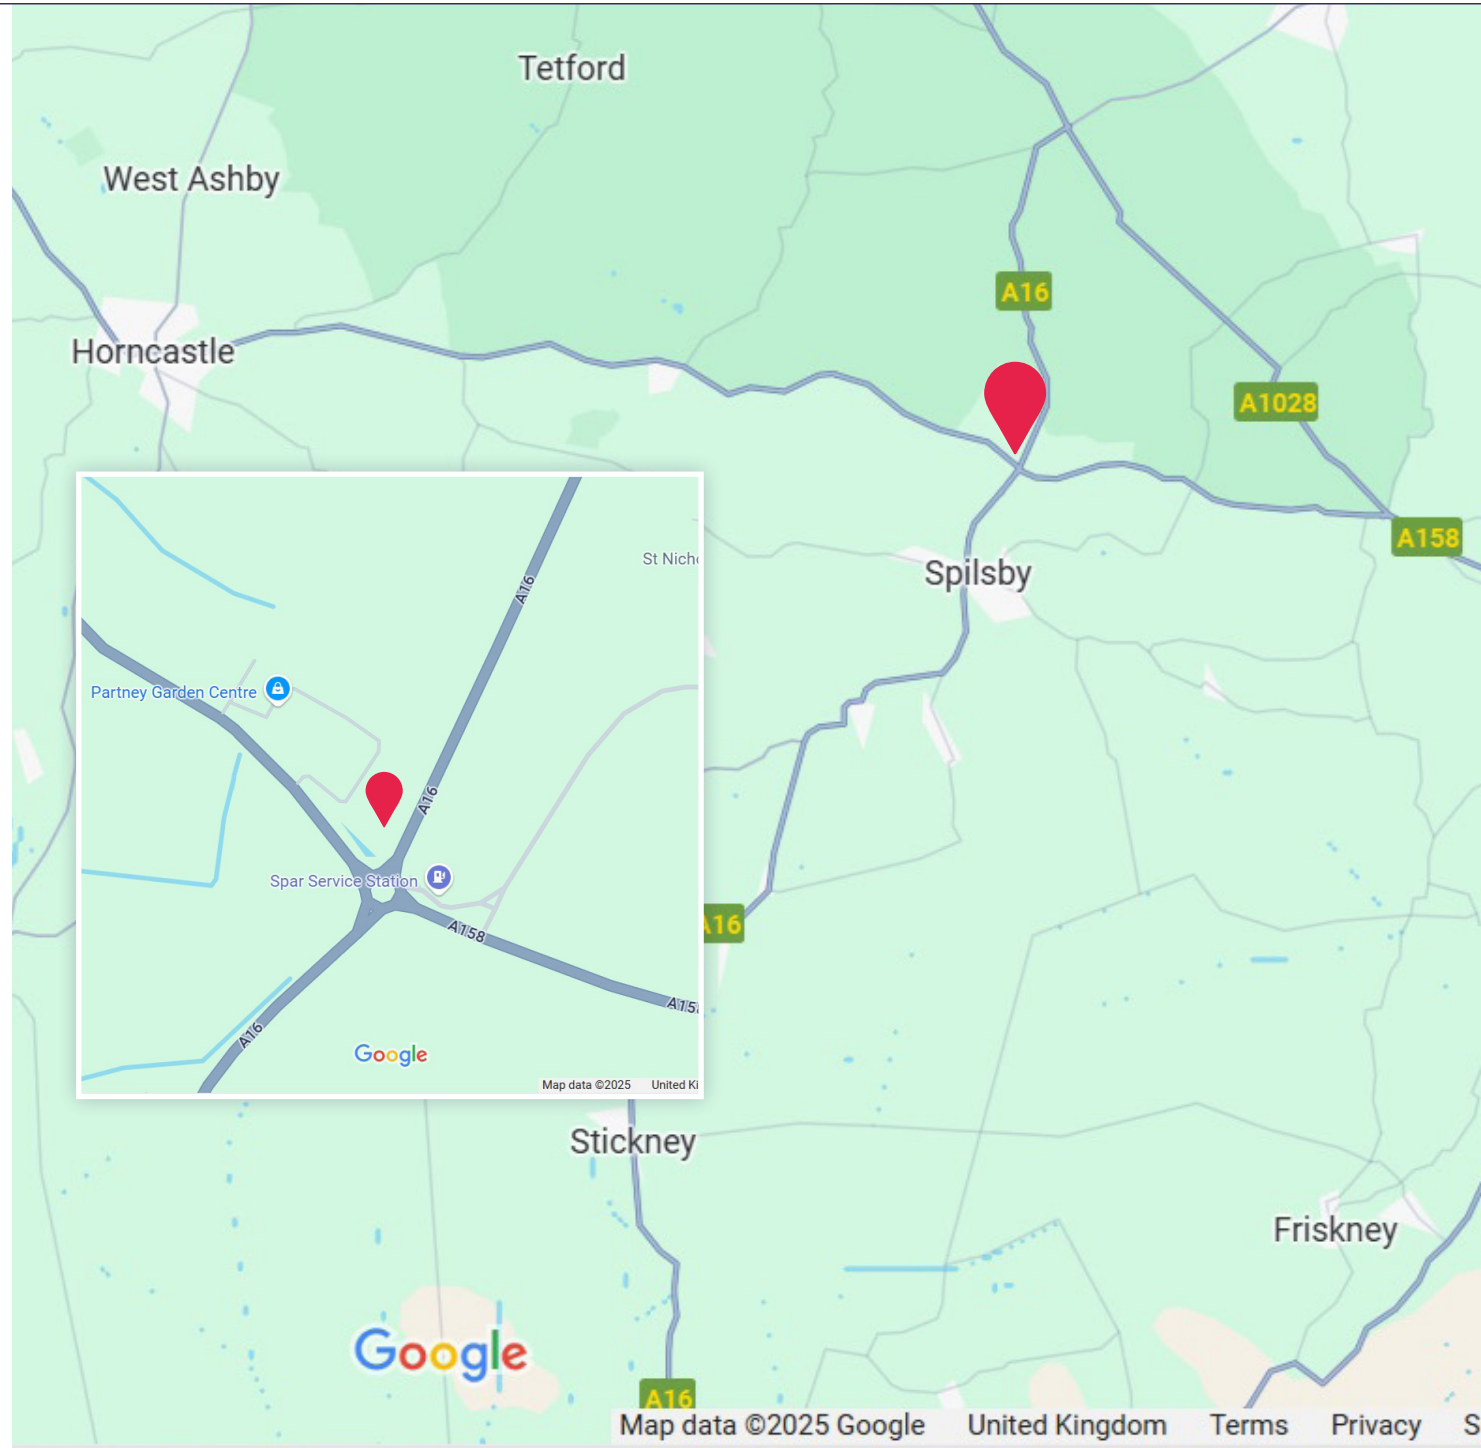 Tetford
West Ashby
A16
Horncastle
A1028
A158
Spilsby
St Nich
A16
Partney Garden Centre
A16
Spar Service Station
A158
A16
A15
A16
Google
Map data ©2025 United Ki
Stickney
Friskney
Google
A16
Map data ©2025 Google United Kingdom Terms Privacy S